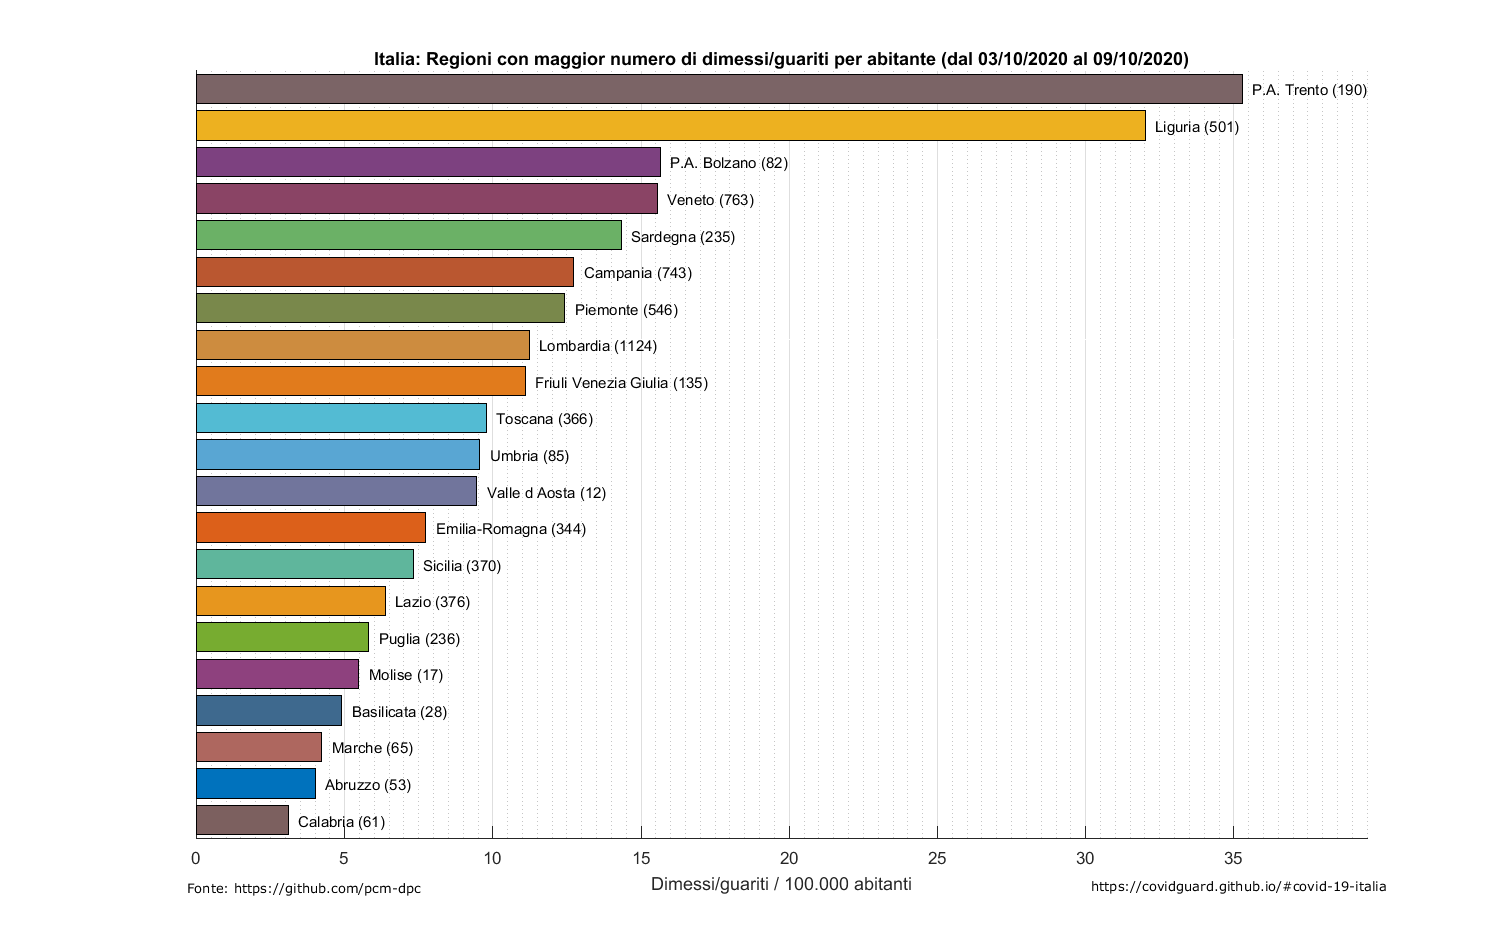 Italia: Regioni con maggior numero di dimessi/guariti per abitante (dal 03/10/2020 al 09/10/2020)
P.A. Trento (190)
Liguria (501)
P.A. Bolzano (82)
Veneto (763)
Sardegna (235)
Campania (743)
Piemonte (546)
Lombardia (1124)
Friuli Venezia Giulia (135)
Toscana (366)
Umbria (85)
Valle d Aosta (12)
Emilia-Romagna (344)
Sicilia (370)
Lazio (376)
Puglia (236)
Molise (17)
Basilicata (28)
Marche (65)
Abruzzo (53)
Calabria (61)
0 5 10 15 20 25 30 35
Dimessi/guariti / 100.000 abitanti
Fonte: https://github.com/pcm-dpc
https://covidguard.github.io/#covid-19-italia